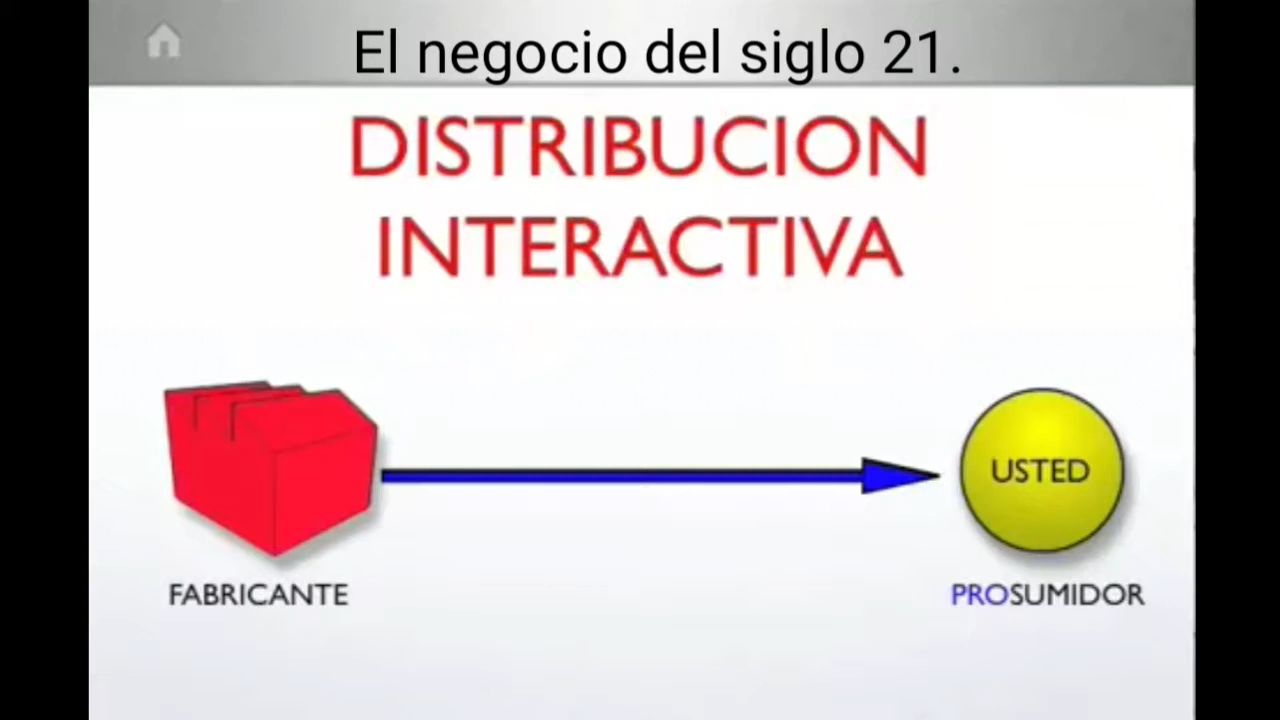 El negocio del siglo 21.
DISTRIBUCION
INTERACTIVA
USTED
FABRICANTE
PROSUMIDOR